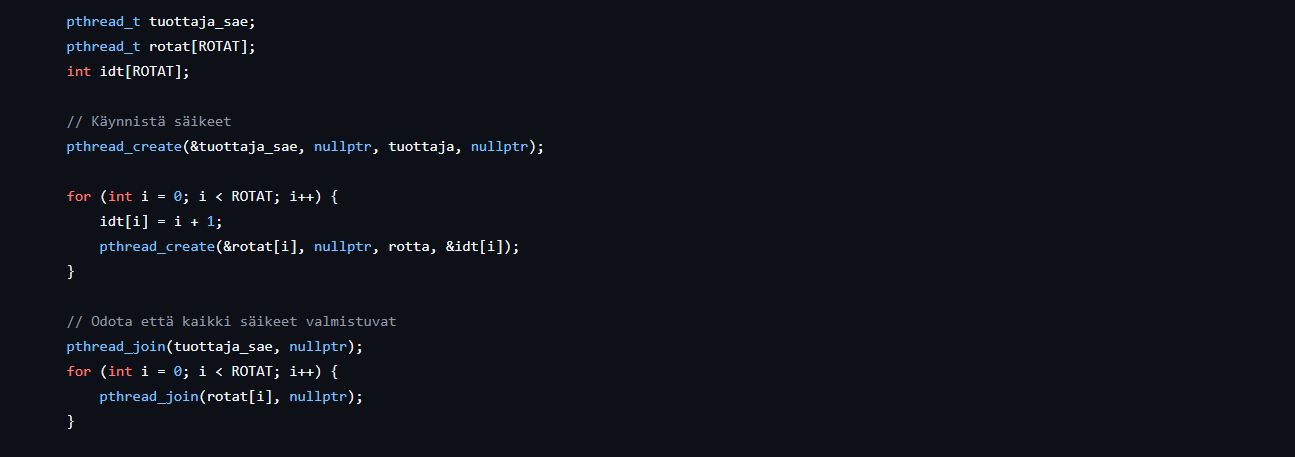 pthread_t tuottaja_sae;
pthread_t rotat[ROTAT];
int idt[ROTAT];
// Käynnistä säikeet
pthread_create(&tuottaja_sae, nullptr, tuottaja, nullptr);
for (int i = 0; i < ROTAT; i++) {
idt[i] = i + 1;
pthread_create(&rotat[i], nullptr, rotta, &idt[i]);
}
// Odota että kaikki säikeet valmistuvat
pthread_join(tuottaja_sae, nullptr);
for (int i = 0; i < ROTAT; i++) {
pthread_join(rotat[i], nullptr);
}